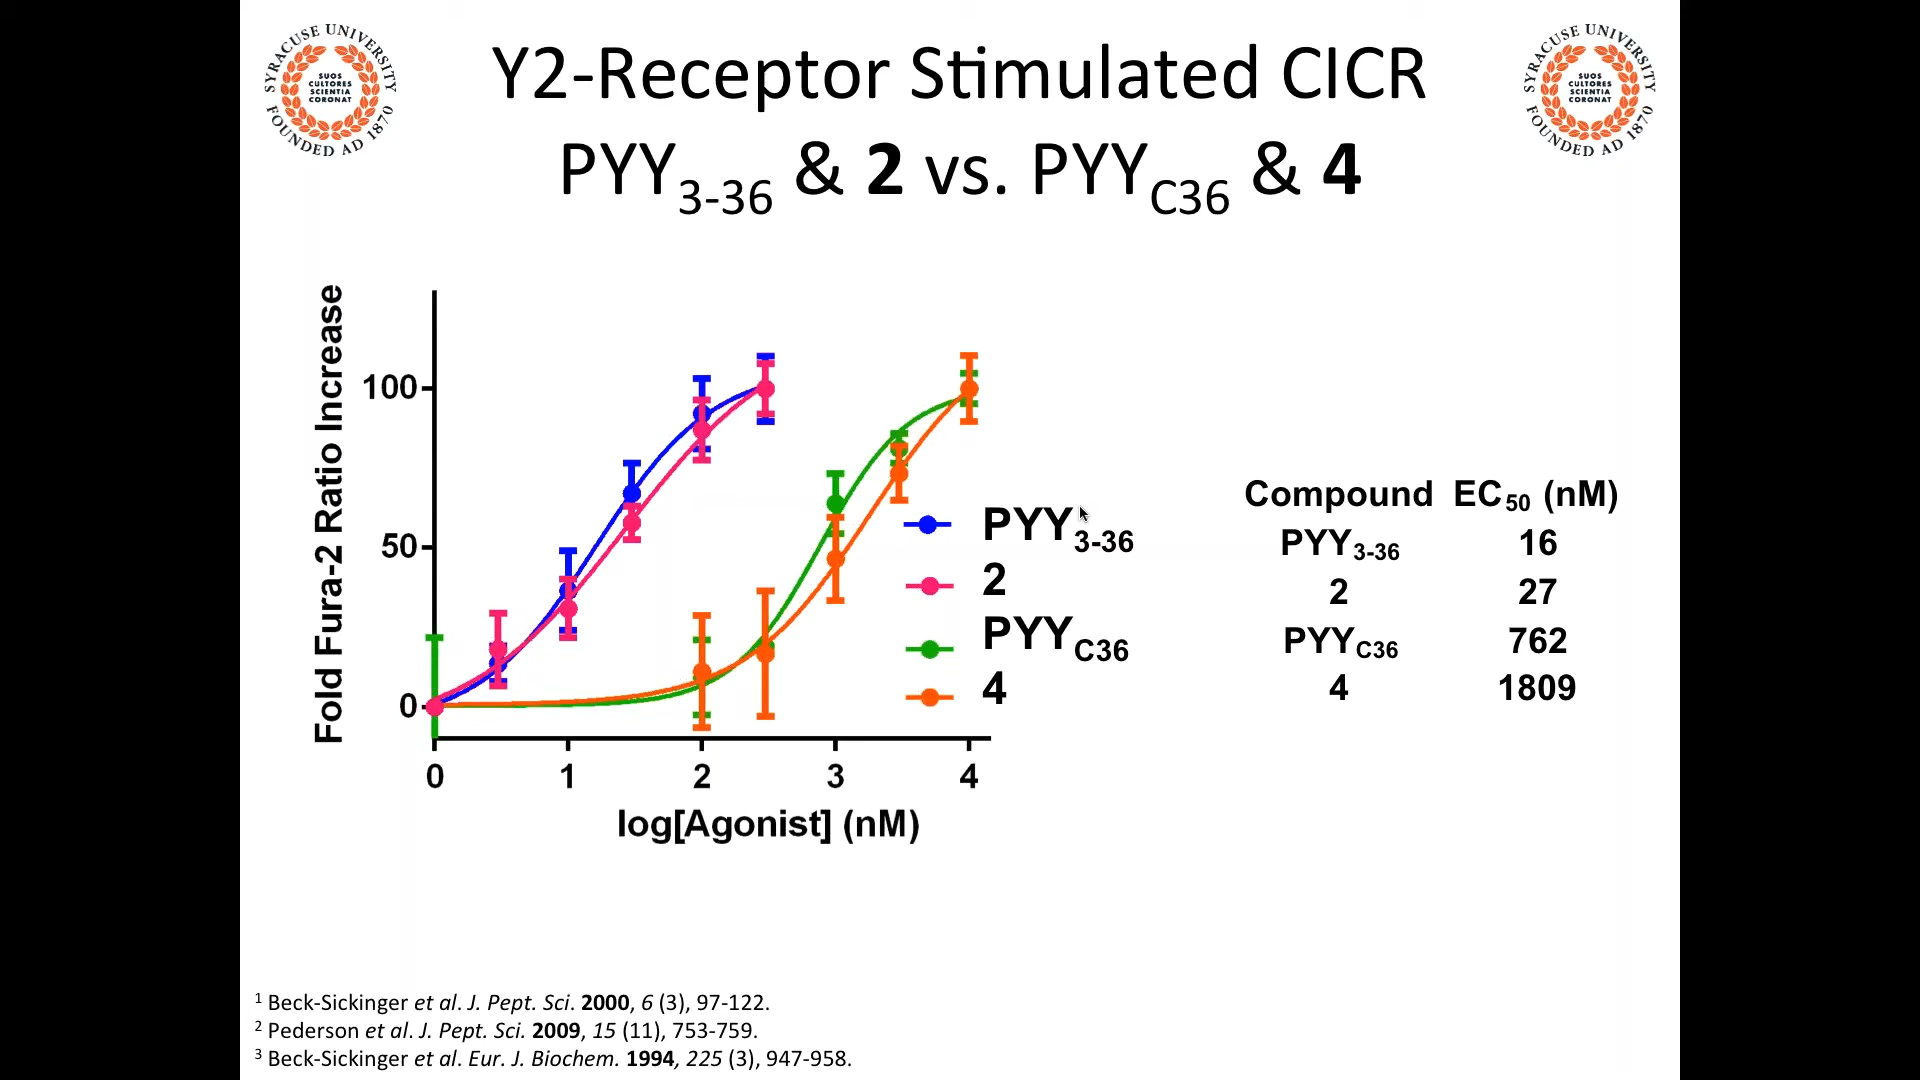 SYRACUSE UNIVERSITY
FOUNDED AD 1870
SUOS
CULTORES
SCIENTIA
CORONAT
Y2-Receptor Stimulated CICR
PYY3-36 & 2 vs. PYYC36 & 4
SYRACUSE UNIVERSITY
FOUNDED AD 1870
SUOS
CULTORES
SCIENTIA
CORONAT
Fold Fura-2 Ratio Increase
100
50
0
0 1 2 3 4
log[Agonist] (nM)
PYY3-36
2
PYYC36
4
Compound EC50 (nM)
PYY3-36 16
2 27
PYYC36 762
4 1809
1 Beck-Sickinger et al. J. Pept. Sci. 2000, 6 (3), 97-122.
2 Pederson et al. J. Pept. Sci. 2009, 15 (11), 753-759.
3 Beck-Sickinger et al. Eur. J. Biochem. 1994, 225 (3), 947-958.